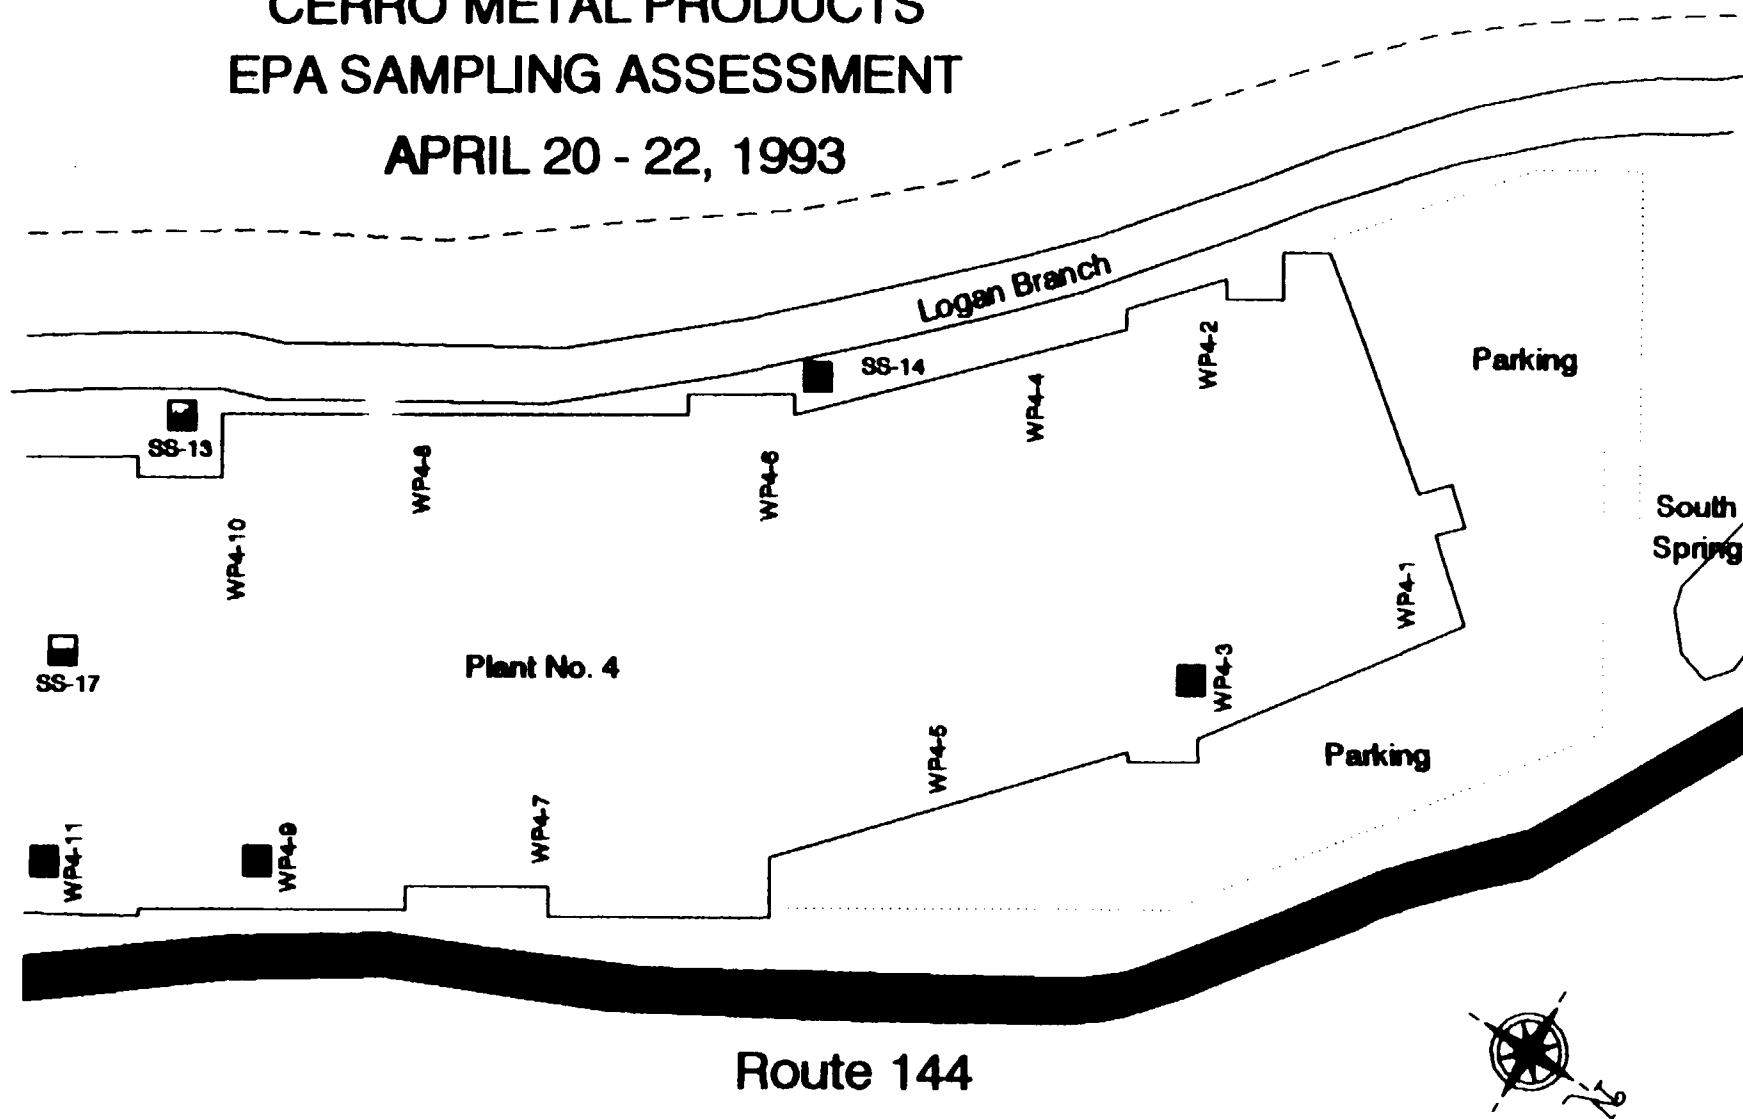 CERRO METAL PRODUCTS
EPA SAMPLING ASSESSMENT
APRIL 20 - 22, 1993
Logan Branch
SS-14
WP4-2
WP4-4
Parking
SS-13
WP4-8
WP4-6
WP4-10
South
Spring
WP4-1
SS-17
Plant No. 4
WP4-3
WP4-5
Parking
WP4-11
WP4-9
WP4-7
Route 144
N